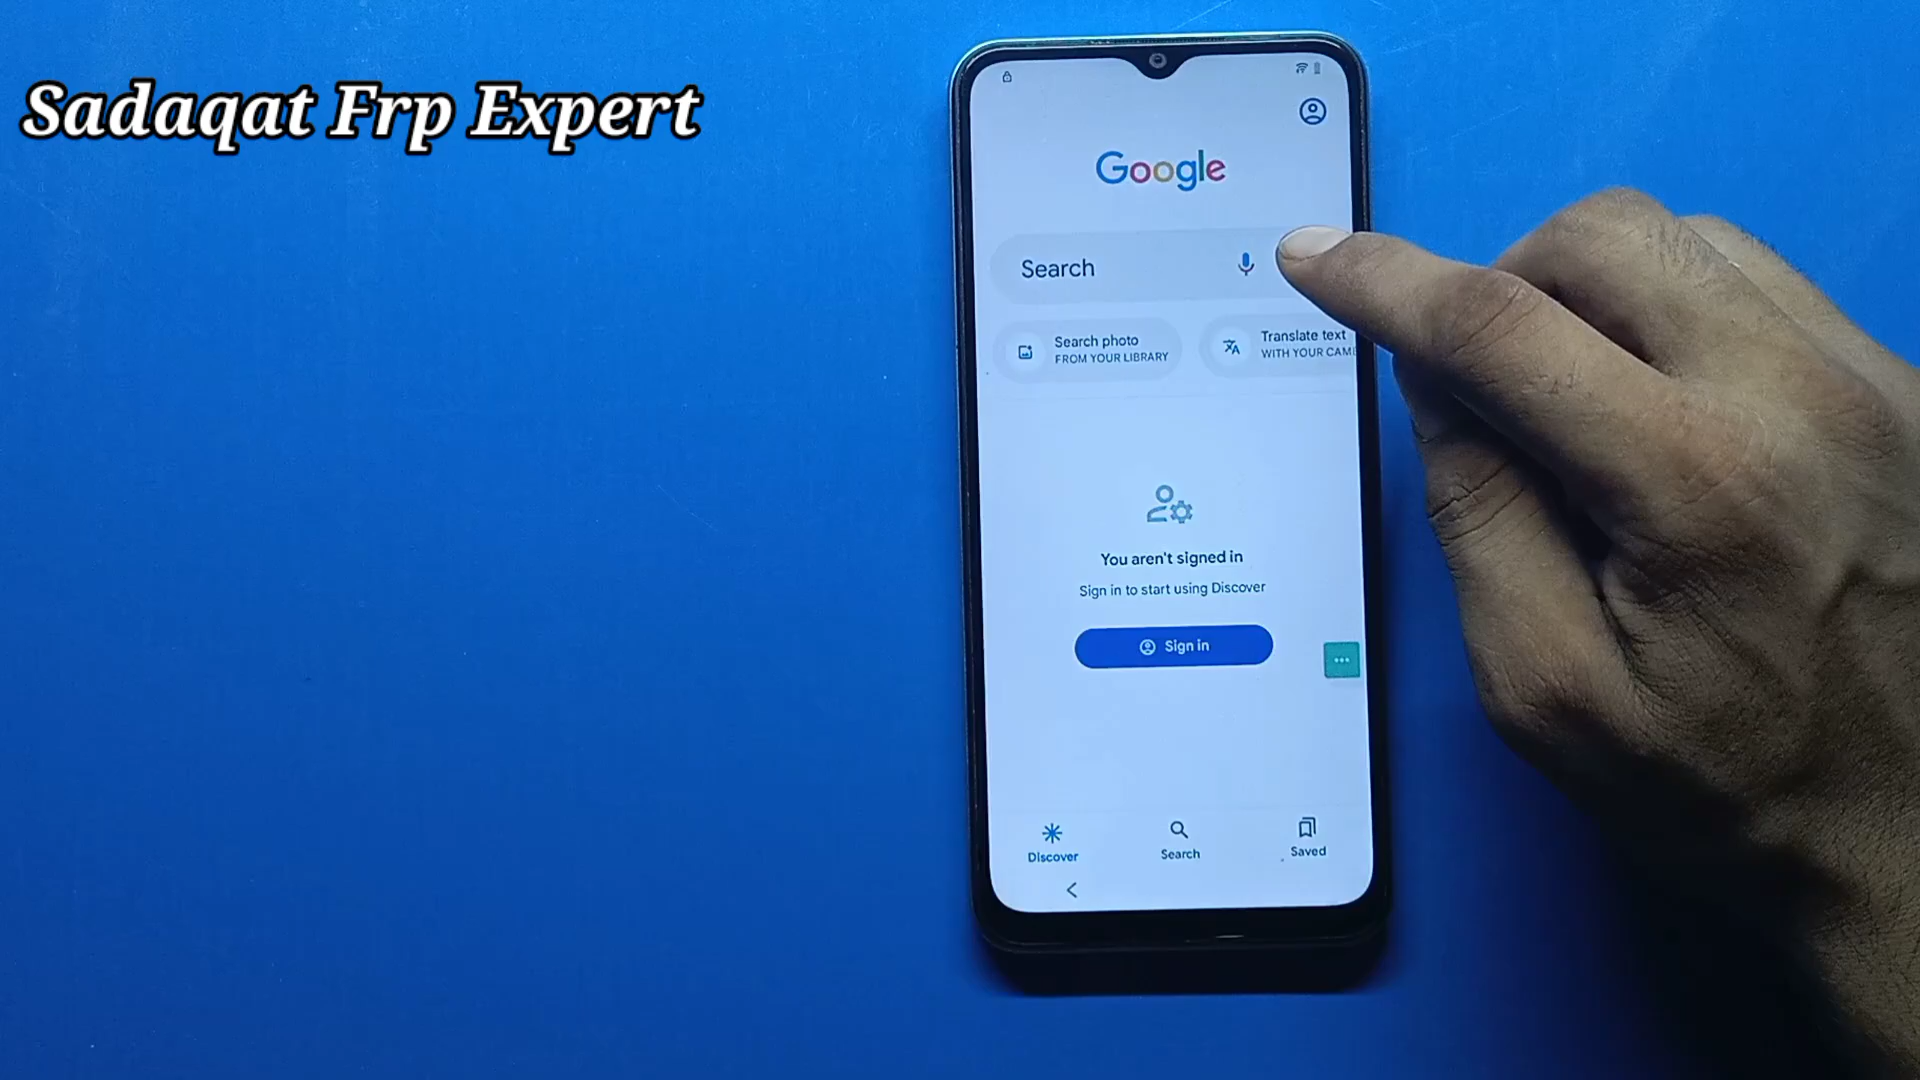 Sadaqat Frp Expert
Google
Search
Search photo
FROM YOUR LIBRARY
Translate text
WITH YOUR CAME
You aren't signed in
Sign in to start using Discover
Sign in
Discover
Search
Saved